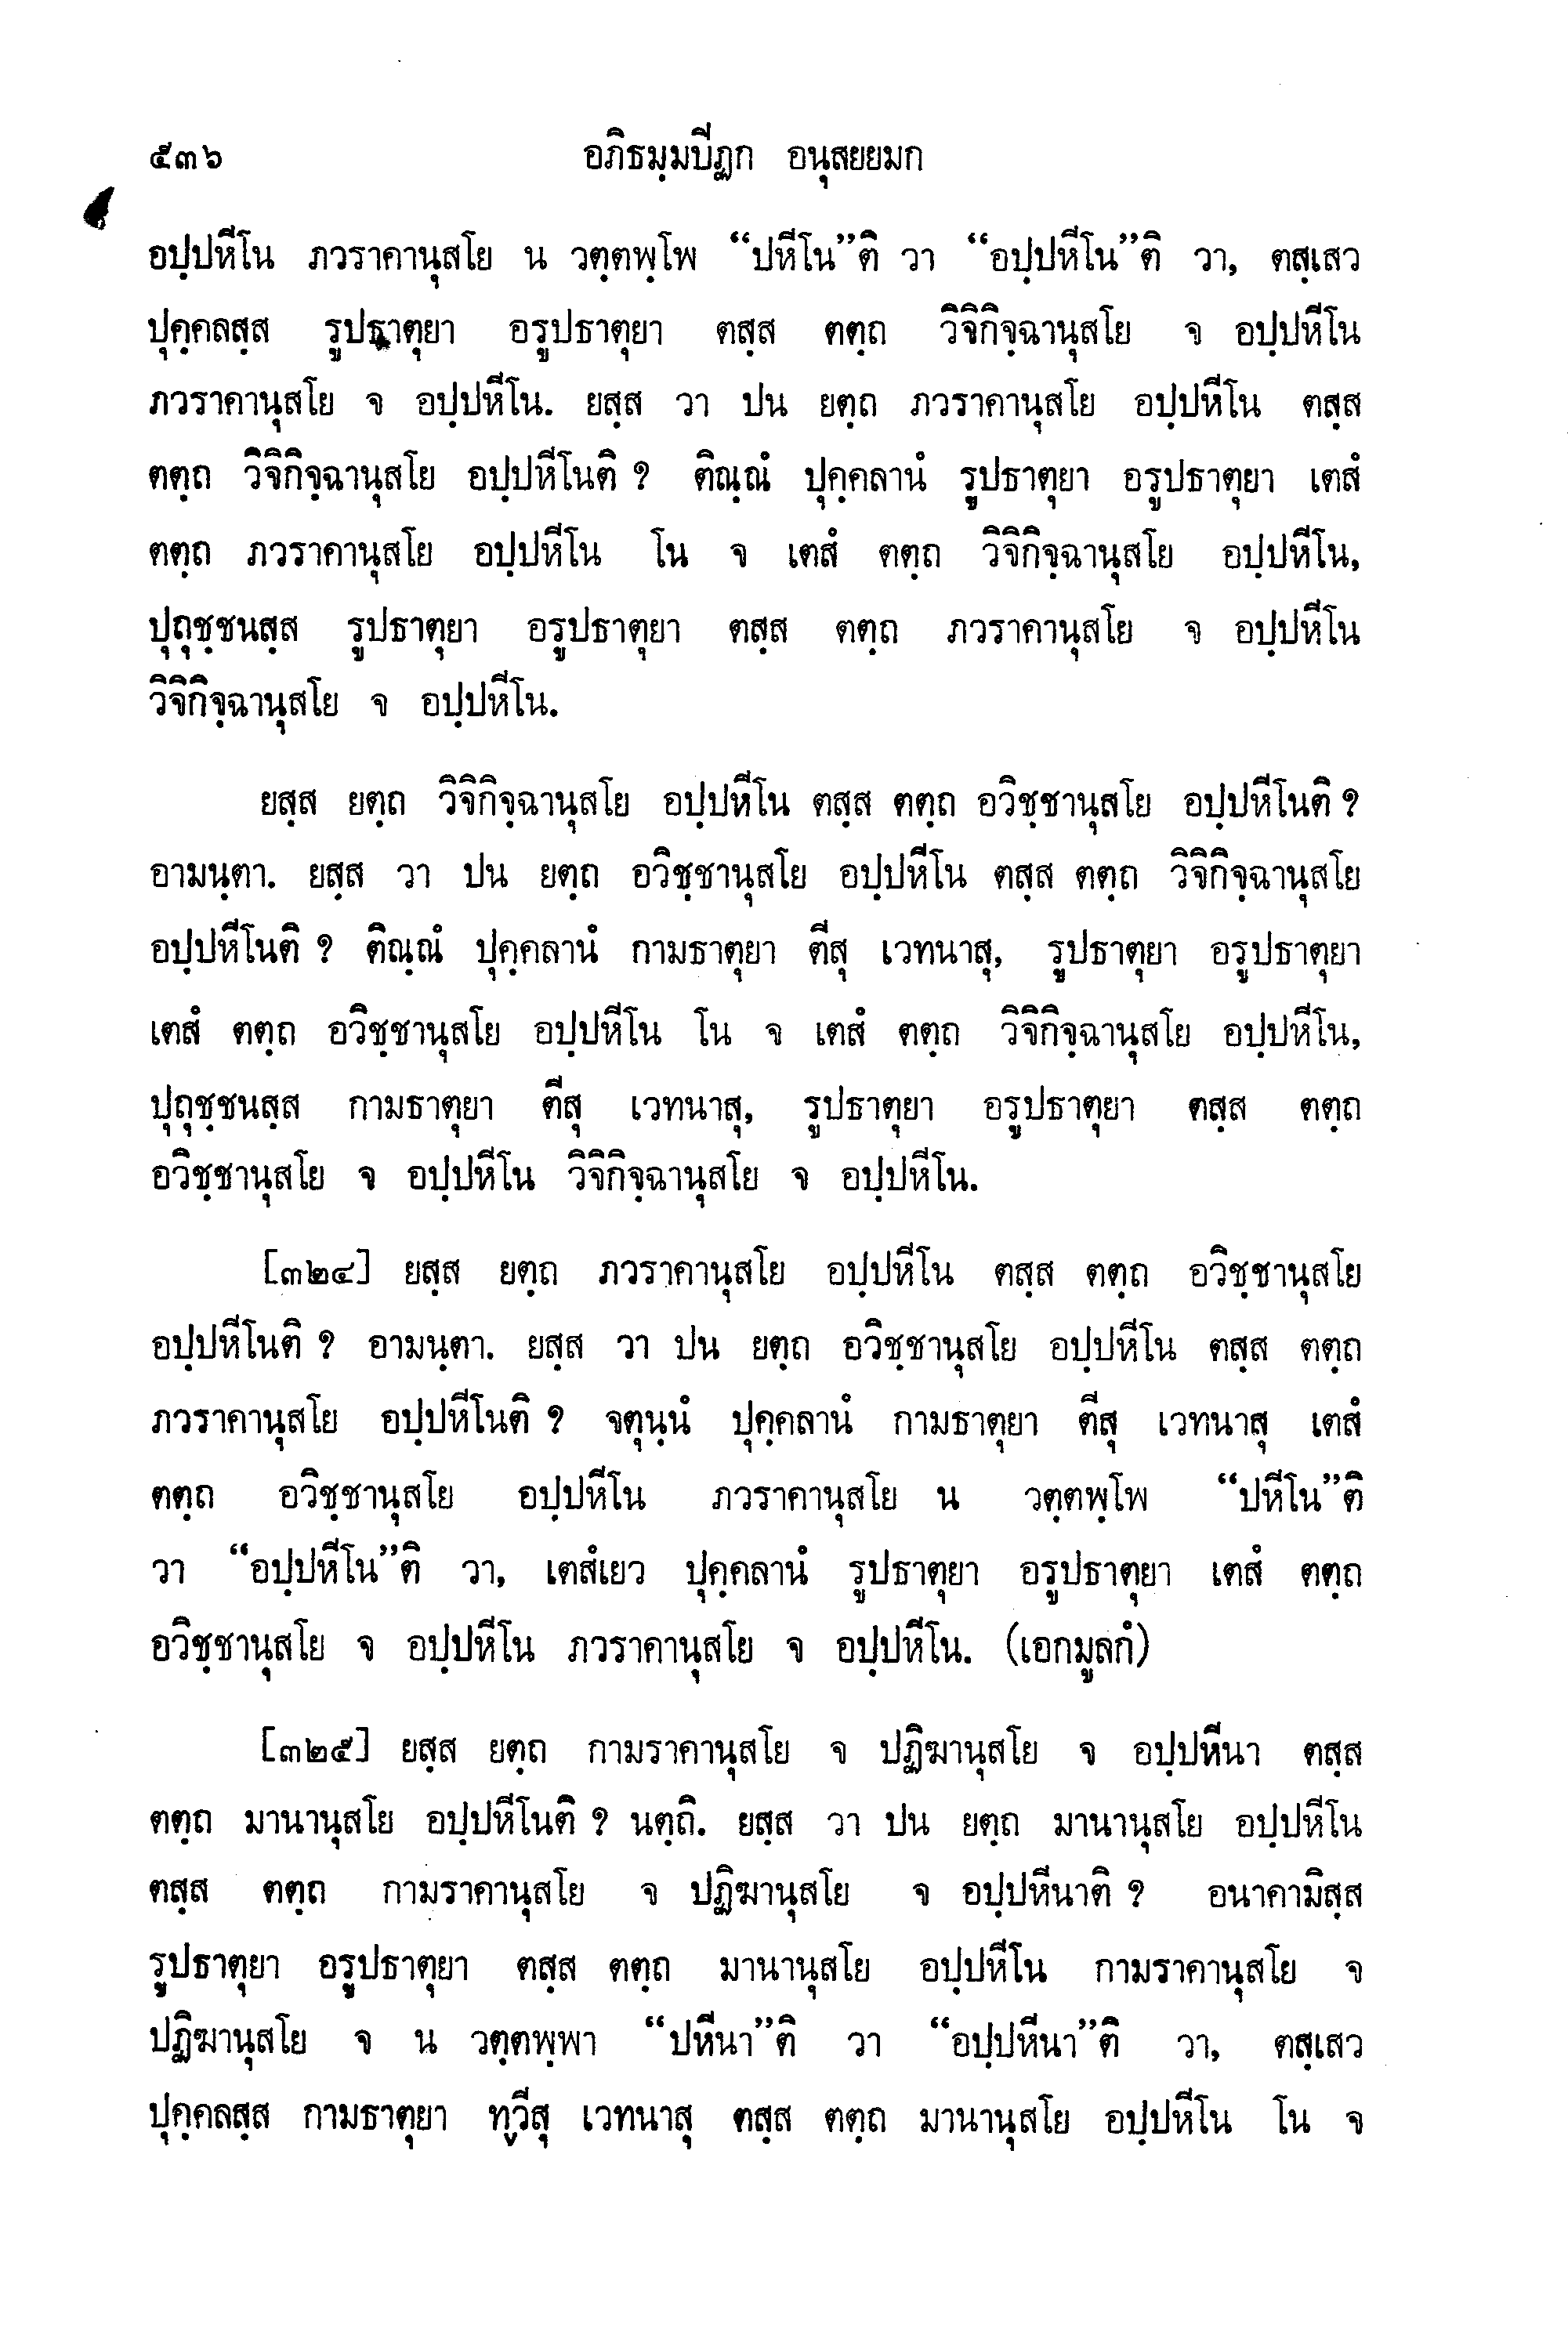 ๕๓๖ อภิธมฺมปีฏก อนุสยยมก
อปฺปหีโน ภวราคานุสโย น วตฺตพฺโพ “ปหีโน”ติ วา “อปฺปหีโน”ติ วา, ตสฺเสว
ปุคฺคลสฺส รูปธาตุยา อรูปธาตุยา ตสฺส ตตฺถ วิจิกิจฺฉานุสโย จ อปฺปหีโน
ภวราคานุสโย จ อปฺปหีโน. ยสฺส วา ปน ยตฺถ ภวราคานุสโย อปฺปหีโน ตสฺส
ตตฺถ วิจิกิจฺฉานุสโย อปฺปหีโนติ ? ติณฺณํ ปุคฺคลานํ รูปธาตุยา อรูปธาตุยา เตสํ
ตตฺถ ภวราคานุสโย อปฺปหีโน โน จ เตสํ ตตฺถ วิจิกิจฺฉานุสโย อปฺปหีโน,
ปุถุชฺชนสฺส รูปธาตุยา อรูปธาตุยา ตสฺส ตตฺถ ภวราคานุสโย จ อปฺปหีโน
วิจิกิจฺฉานุสโย จ อปฺปหีโน.
ยสฺส ยตฺถ วิจิกิจฺฉานุสโย อปฺปหีโน ตสฺส ตตฺถ อวิชฺชานุสโย อปฺปหีโนติ ?
อามนฺตา. ยสฺส วา ปน ยตฺถ อวิชฺชานุสโย อปฺปหีโน ตสฺส ตตฺถ วิจิกิจฺฉานุสโย
อปฺปหีโนติ ? ติณฺณํ ปุคฺคลานํ กามธาตุยา ตีสุ เวทนาสุ, รูปธาตุยา อรูปธาตุยา
เตสํ ตตฺถ อวิชฺชานุสโย อปฺปหีโน โน จ เตสํ ตตฺถ วิจิกิจฺฉานุสโย อปฺปหีโน,
ปุถุชฺชนสฺส กามธาตุยา ตีสุ เวทนาสุ, รูปธาตุยา อรูปธาตุยา ตสฺส ตตฺถ
อวิชฺชานุสโย จ อปฺปหีโน วิจิกิจฺฉานุสโย จ อปฺปหีโน.
[๓๒๔] ยสฺส ยตฺถ ภวราคานุสโย อปฺปหีโน ตสฺส ตตฺถ อวิชฺชานุสโย
อปฺปหีโนติ ? อามนฺตา. ยสฺส วา ปน ยตฺถ อวิชฺชานุสโย อปฺปหีโน ตสฺส ตตฺถ
ภวราคานุสโย อปฺปหีโนติ ? จตุนฺนํ ปุคฺคลานํ กามธาตุยา ตีสุ เวทนาสุ เตสํ
ตตฺถ อวิชฺชานุสโย อปฺปหีโน ภวราคานุสโย น วตฺตพฺโพ “ปหีโน”ติ
วา “อปฺปหีโน”ติ วา, เตสํเยว ปุคฺคลานํ รูปธาตุยา อรูปธาตุยา เตสํ ตตฺถ
อวิชฺชานุสโย จ อปฺปหีโน ภวราคานุสโย จ อปฺปหีโน. (เอกมูลกํ)
[๓๒๕] ยสฺส ยตฺถ กามราคานุสโย จ ปฏิฆานุสโย จ อปฺปหีนา ตสฺส
ตตฺถ มานานุสโย อปฺปหีโนติ ? นตฺถิ. ยสฺส วา ปน ยตฺถ มานานุสโย อปฺปหีโน
ตสฺส ตตฺถ กามราคานุสโย จ ปฏิฆานุสโย จ อปฺปหีนาติ ? อนาคามิสฺส
รูปธาตุยา อรูปธาตุยา ตสฺส ตตฺถ มานานุสโย อปฺปหีโน กามราคานุสโย จ
ปฏิฆานุสโย จ น วตฺตพฺพา “ปหีนา”ติ วา “อปฺปหีนา”ติ วา, ตสฺเสว
ปุคฺคลสฺส กามธาตุยา ทฺวีสุ เวทนาสุ ตสฺส ตตฺถ มานานุสโย อปฺปหีโน โน จ